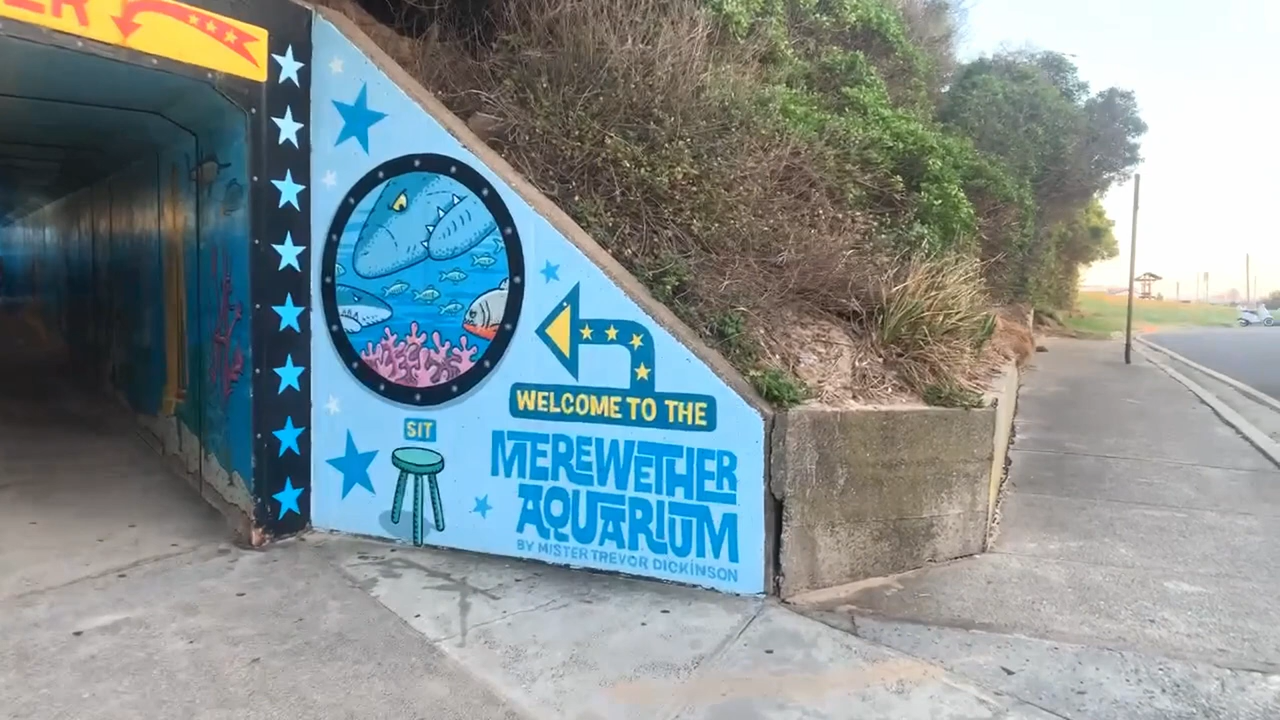 SIT
WELCOME TO THE
MEREWETHER
AQUARIUM
BY MISTER TREVOR DICKINSON